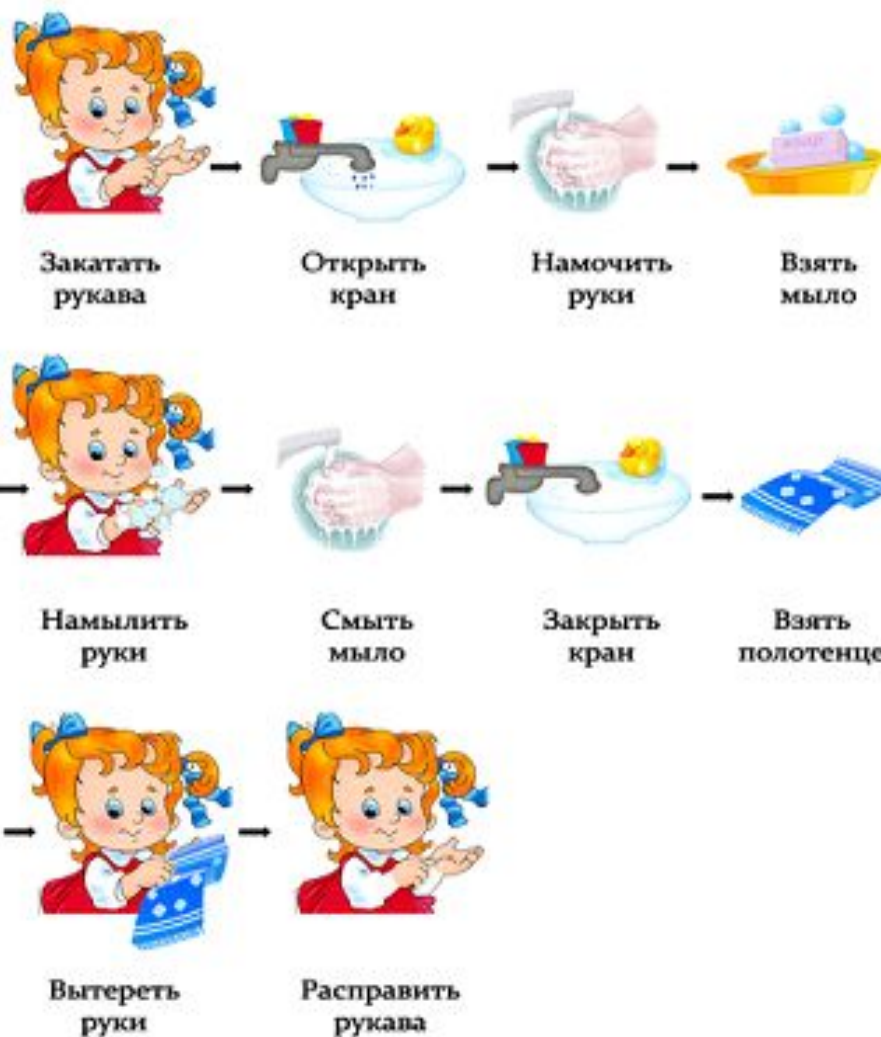 Закатать
рукава
Открыть
кран
Намочить
руки
Взять
мыло
Намылить
руки
Смыть
мыло
Закрыть
кран
Взять
полотенце
Вытереть
руки
Расправить
рукава